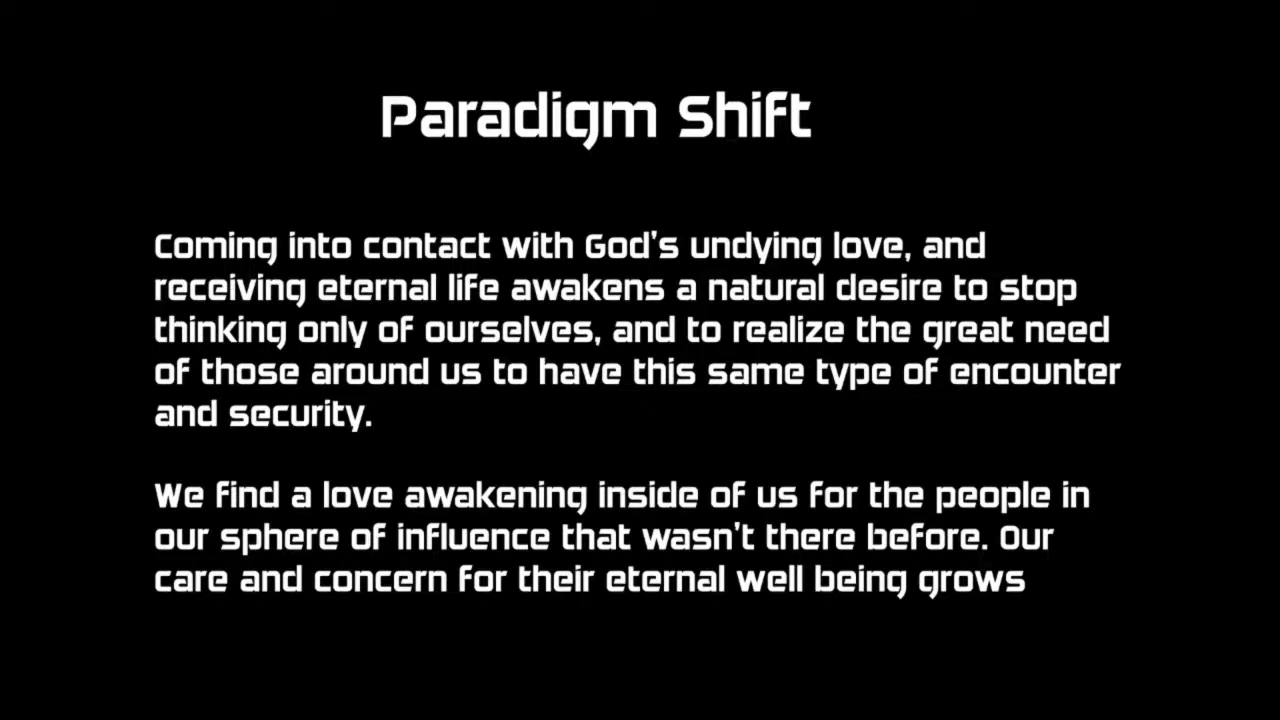 Paradigm Shift
Coming into contact with God's undying love, and
receiving eternal life awakens a natural desire to stop
thinking only of ourselves, and to realize the great need
of those around us to have this same type of encounter
and security.
We find a love awakening inside of us for the people in
our sphere of influence that wasn't there before. Our
care and concern for their eternal well being grows